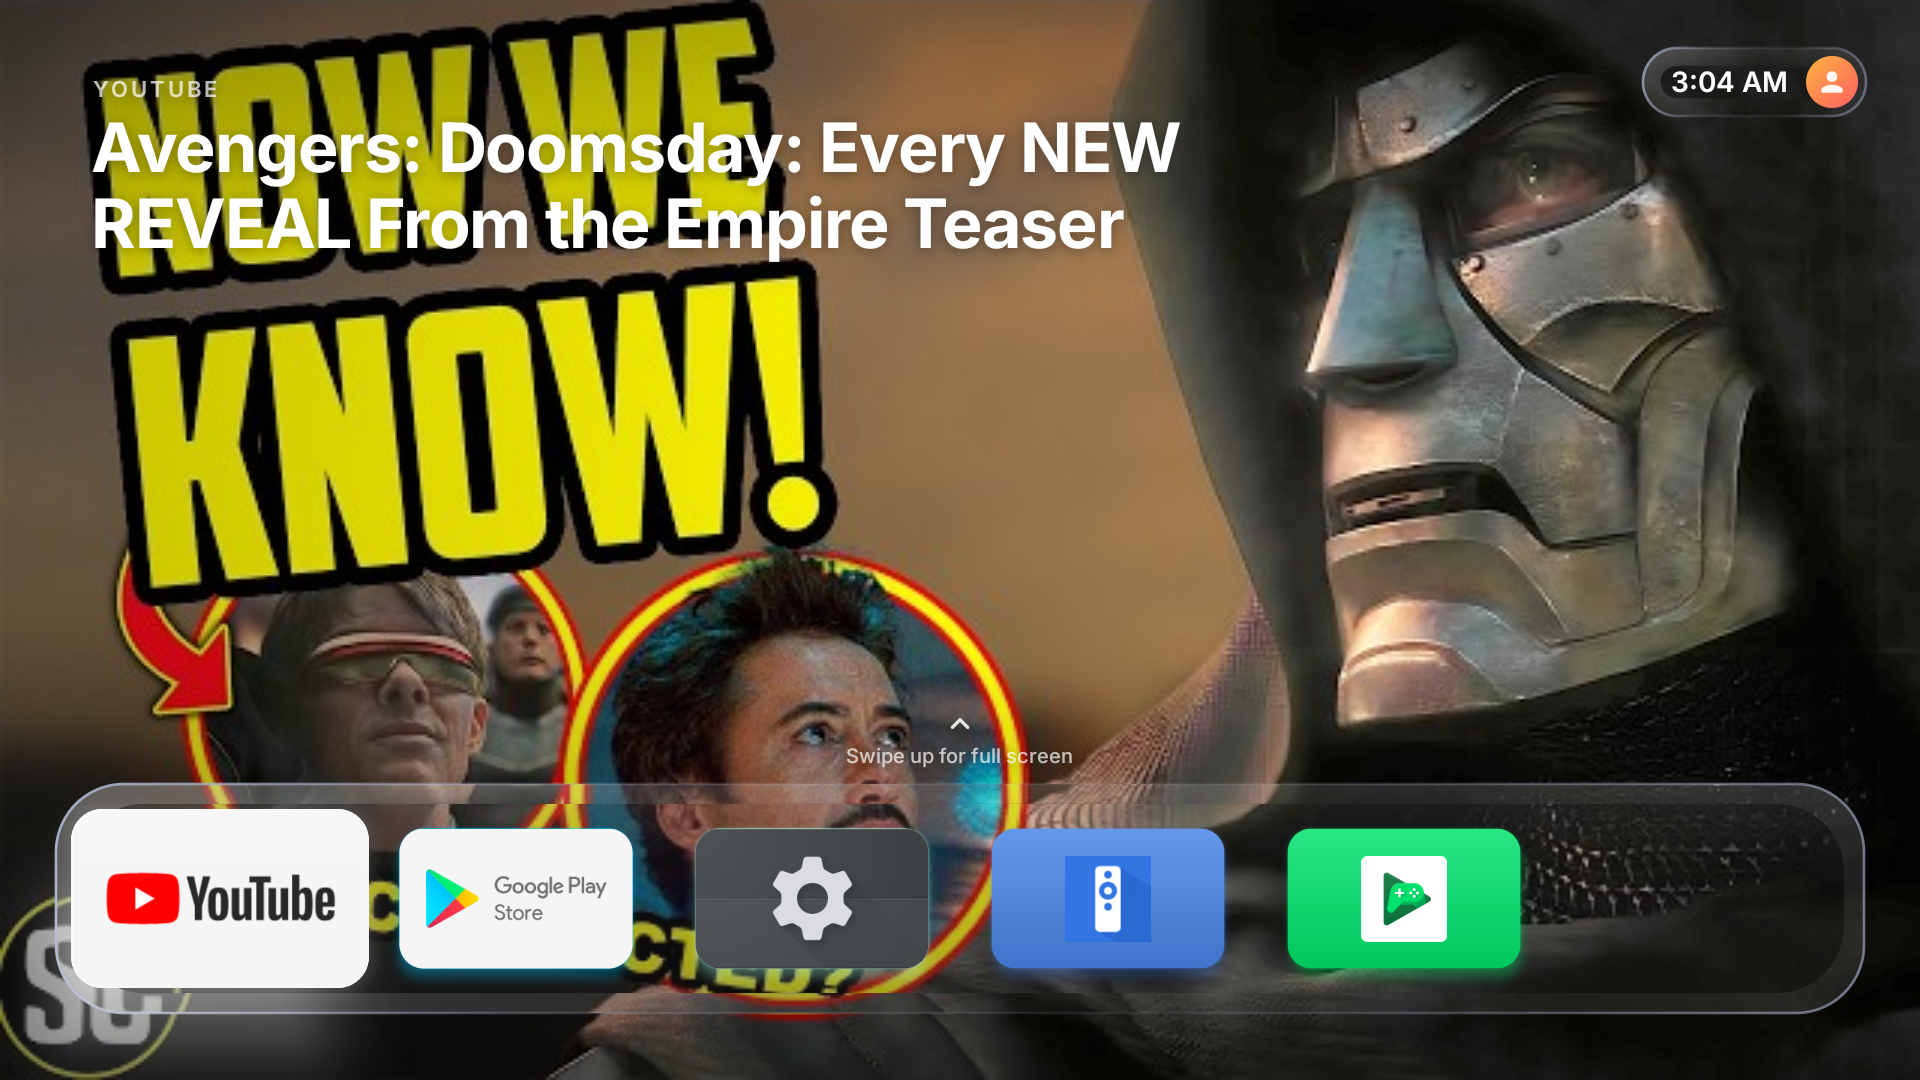 YOUTUBE
3:04 AM
NOW WE
Avengers: Doomsday: Every NEW
REVEAL From the Empire Teaser
KNOW!
Swipe up for full screen
YouTube
Google Play
Store
SC